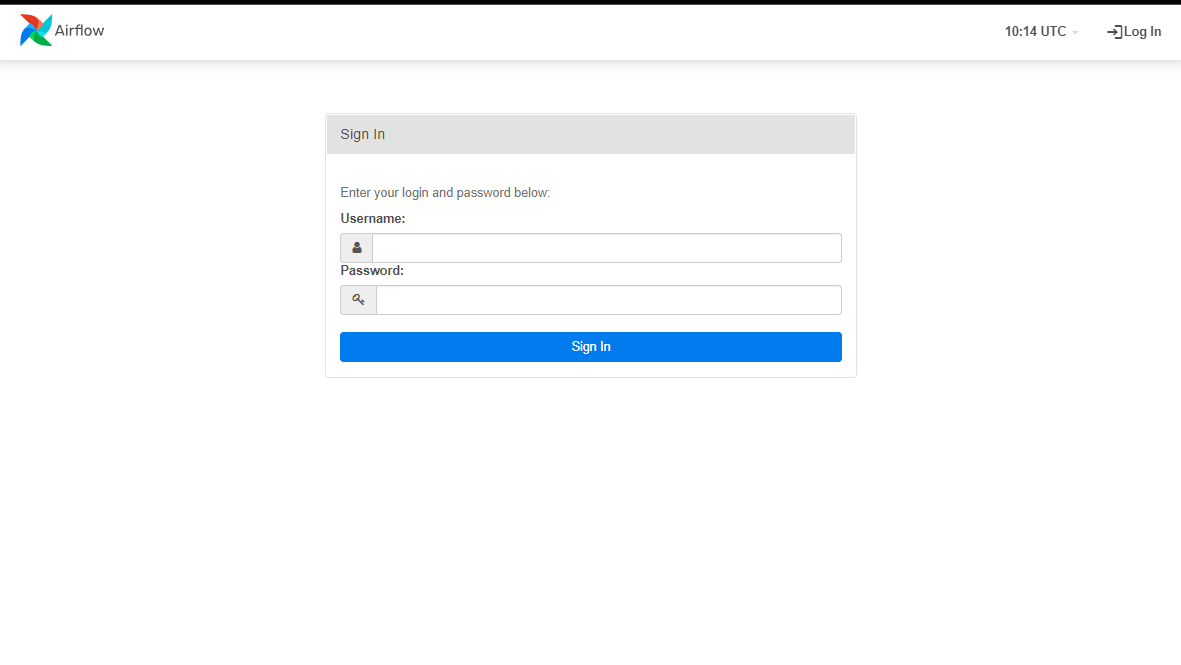 Airflow
10:14 UTC
Log In
Sign In
Enter your login and password below:
Username:
Password:
Sign In